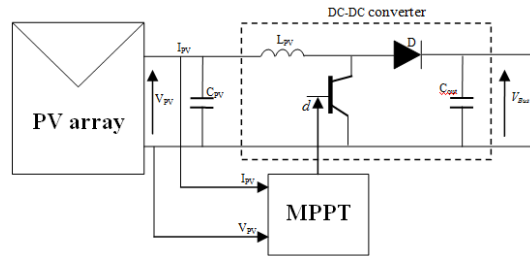 DC-DC converter
I_PV
L_PV
D
V_PV
C_PV
d
C_out
V_Bus
PV array
I_PV
MPPT
V_PV